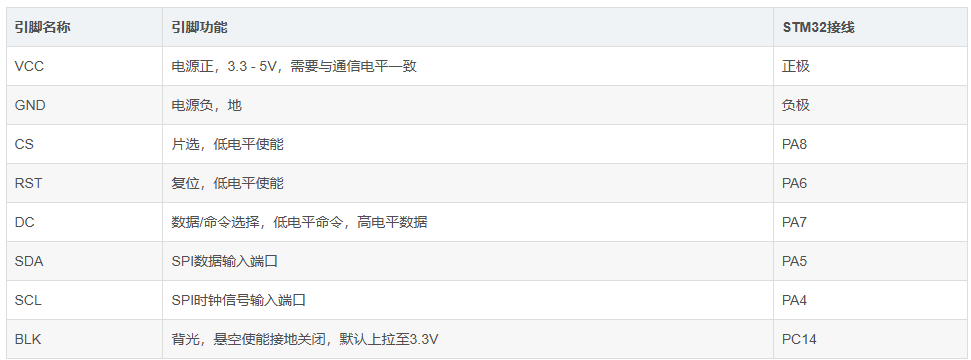 引脚名称 引脚功能 STM32接线
VCC 电源正，3.3 - 5V，需要与通信电平一致 正极
GND 电源负，地 负极
CS 片选，低电平使能 PA8
RST 复位，低电平使能 PA6
DC 数据/命令选择，低电平命令，高电平数据 PA7
SDA SPI数据输入端口 PA5
SCL SPI时钟信号输入端口 PA4
BLK 背光，悬空使能接地关闭，默认上拉至3.3V PC14